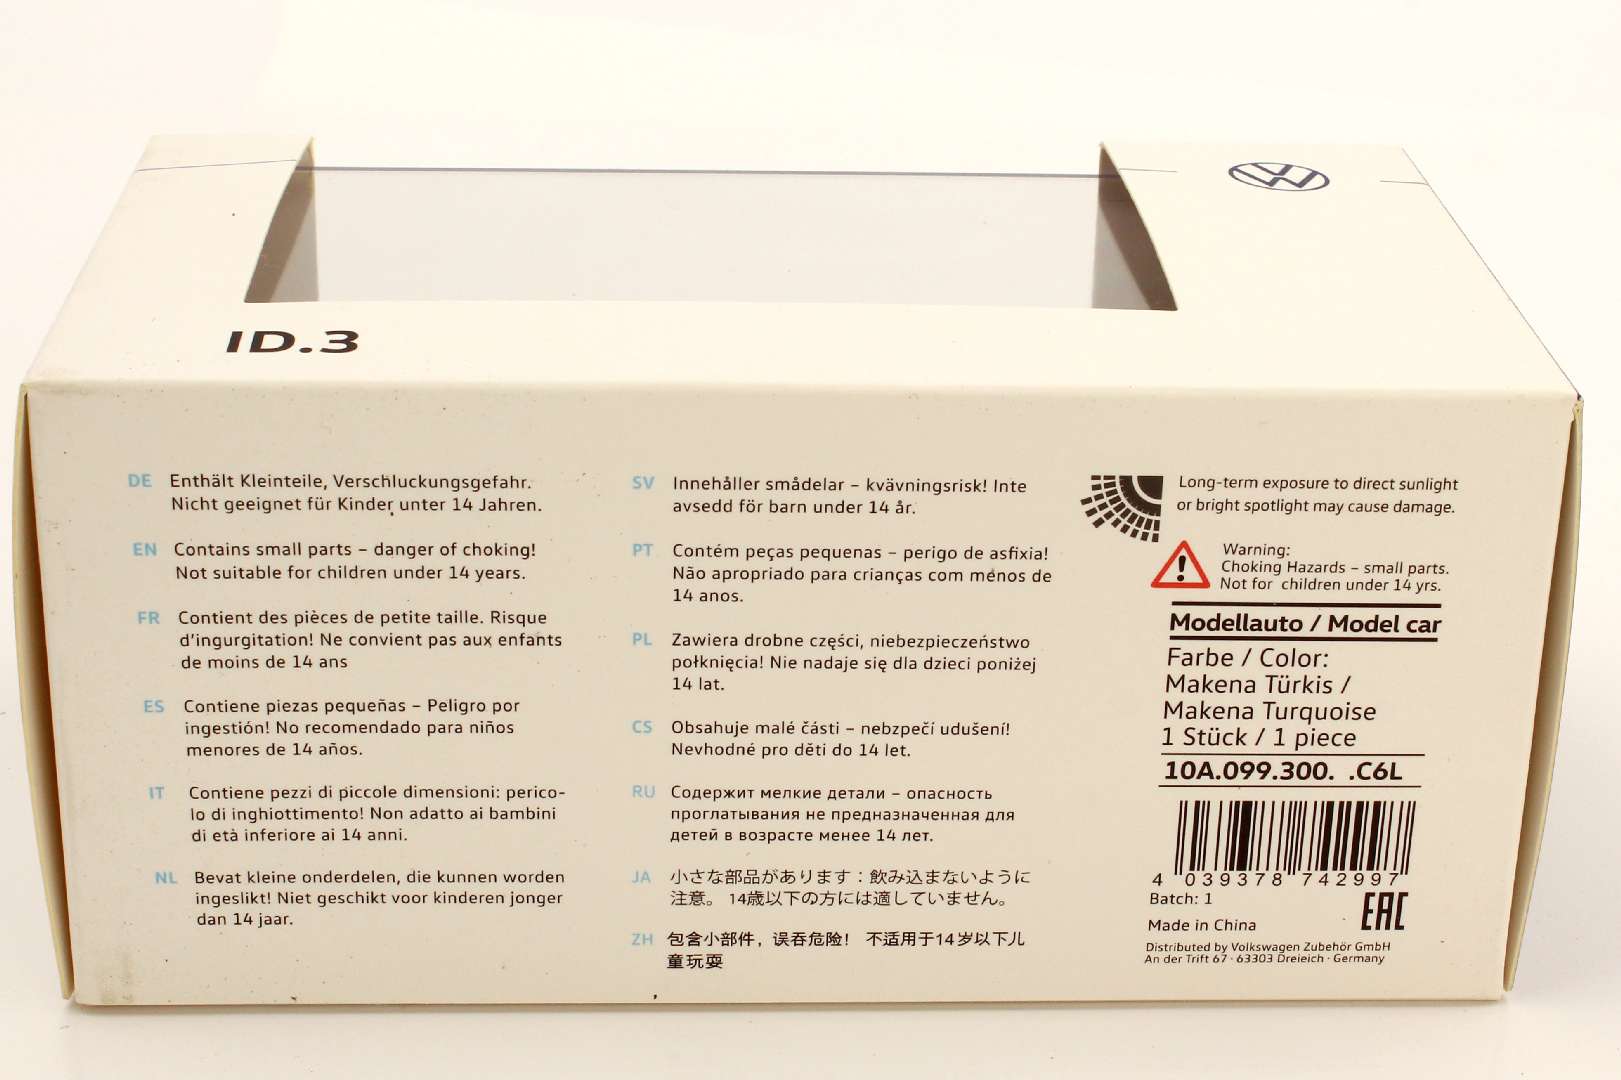 ID.3
DE Enthält Kleinteile, Verschluckungsgefahr.
Nicht geeignet für Kinder unter 14 Jahren.
EN Contains small parts – danger of choking!
Not suitable for children under 14 years.
FR Contient des pièces de petite taille. Risque
d'ingurgitation! Ne convient pas aux enfants
de moins de 14 ans
ES Contiene piezas pequeñas – Peligro por
ingestión! No recomendado para niños
menores de 14 años.
IT Contiene pezzi di piccole dimensioni: perico-
lo di inghiottimento! Non adatto ai bambini
di età inferiore ai 14 anni.
NL Bevat kleine onderdelen, die kunnen worden
ingeslikt! Niet geschikt voor kinderen jonger
dan 14 jaar.
SV Innehåller smådelar – kvävningsrisk! Inte
avsedd för barn under 14 år.
PT Contém peças pequenas – perigo de asfixia!
Não apropriado para crianças com ménos de
14 anos.
PL Zawiera drobne części, niebezpieczeństwo
połknięcia! Nie nadaje się dla dzieci poniżej
14 lat.
CS Obsahuje malé části – nebzpečí udušení!
Nevhodné pro děti do 14 let.
RU Содержит мелкие детали – опасность
проглатывания не предназначенная для
детей в возрасте менее 14 лет.
JA 小さな部品があります：飲み込まないように
注意。 14歳以下の方には適していません。
ZH 包含小部件，误吞危险！ 不适用于14岁以下儿
童玩耍
Long-term exposure to direct sunlight
or bright spotlight may cause damage.
Warning:
Choking Hazards – small parts.
Not for children under 14 yrs.
Modellauto / Model car
Farbe / Color:
Makena Türkis /
Makena Turquoise
1 Stück / 1 piece
10A.099.300. .C6L
4 039378 742997
Batch: 1
EAC
Made in China
Distributed by Volkswagen Zubehör GmbH
An der Trift 67 · 63303 Dreieich · Germany